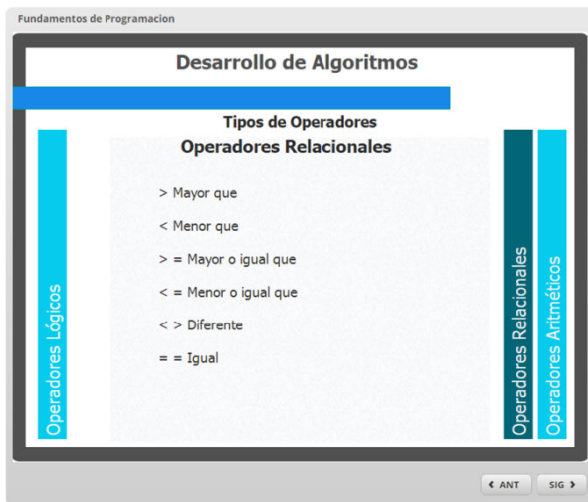 Fundamentos de Programacion
Desarrollo de Algoritmos
Tipos de Operadores
Operadores Relacionales
> Mayor que
< Menor que
> = Mayor o igual que
< = Menor o igual que
< > Diferente
= = Igual
Operadores Lógicos
Operadores Relacionales
Operadores Aritméticos
❮ ANT
SIG ❯